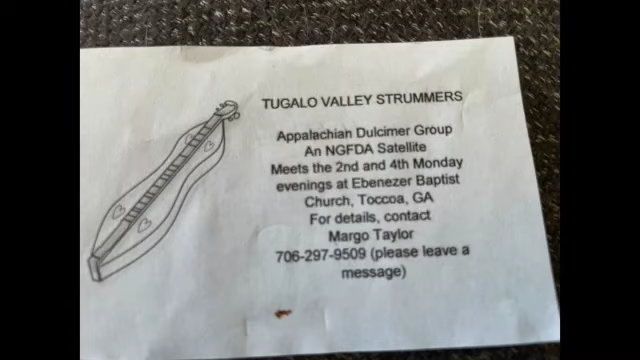 TUGALO VALLEY STRUMMERS
Appalachian Dulcimer Group
An NGFDA Satellite
Meets the 2nd and 4th Monday
evenings at Ebenezer Baptist
Church, Toccoa, GA
For details, contact
Margo Taylor
706-297-9509 (please leave a
message)